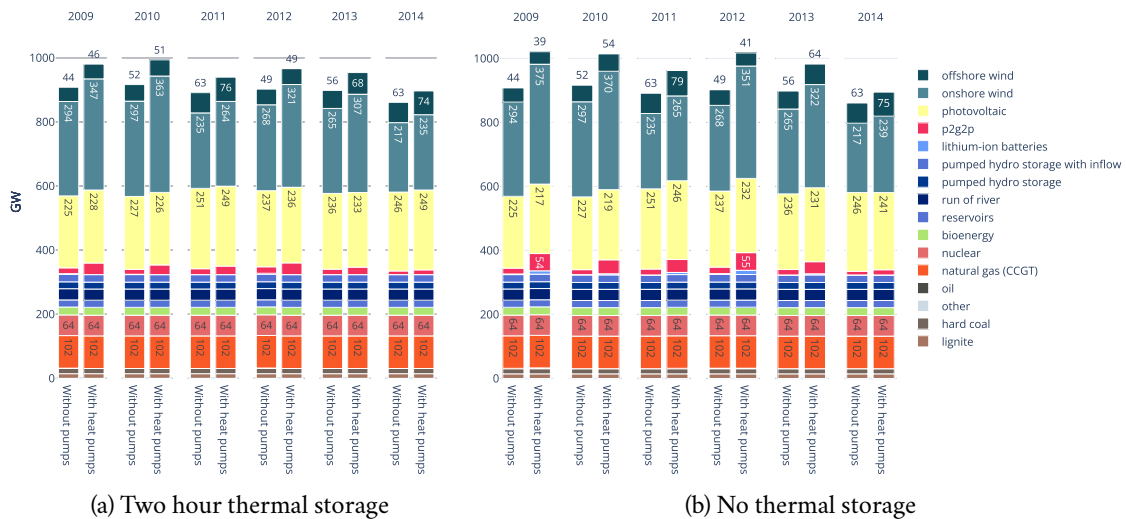 2009 2010 2011 2012 2013 2014
GW
1000
800
600
400
200
0
44 46 52 51 63 76 49 49 56 68 63 74
294 347 297 363 235 264 268 321 265 307 217 235
225 228 227 226 251 249 237 236 236 233 246 249
64 64 64 64 64 64 64 64 64 64 64 64
102 102 102 102 102 102 102 102 102 102 102 102
Without pumps With heat pumps Without pumps With heat pumps Without pumps With heat pumps Without pumps With heat pumps Without pumps With heat pumps Without pumps With heat pumps
(a) Two hour thermal storage
2009 2010 2011 2012 2013 2014
1000
800
600
400
200
0
44 39 52 54 63 79 49 41 56 64 63 75
294 375 297 370 235 265 268 351 265 322 217 239
225 217 227 219 251 246 237 232 236 231 246 241
54 55
64 64 64 64 64 64 64 64 64 64 64 64
102 102 102 102 102 102 102 102 102 102 102 102
Without pumps With heat pumps Without pumps With heat pumps Without pumps With heat pumps Without pumps With heat pumps Without pumps With heat pumps Without pumps With heat pumps
(b) No thermal storage
offshore wind
onshore wind
photovoltaic
p2g2p
lithium-ion batteries
pumped hydro storage with inflow
pumped hydro storage
run of river
reservoirs
bioenergy
nuclear
natural gas (CCGT)
oil
other
hard coal
lignite